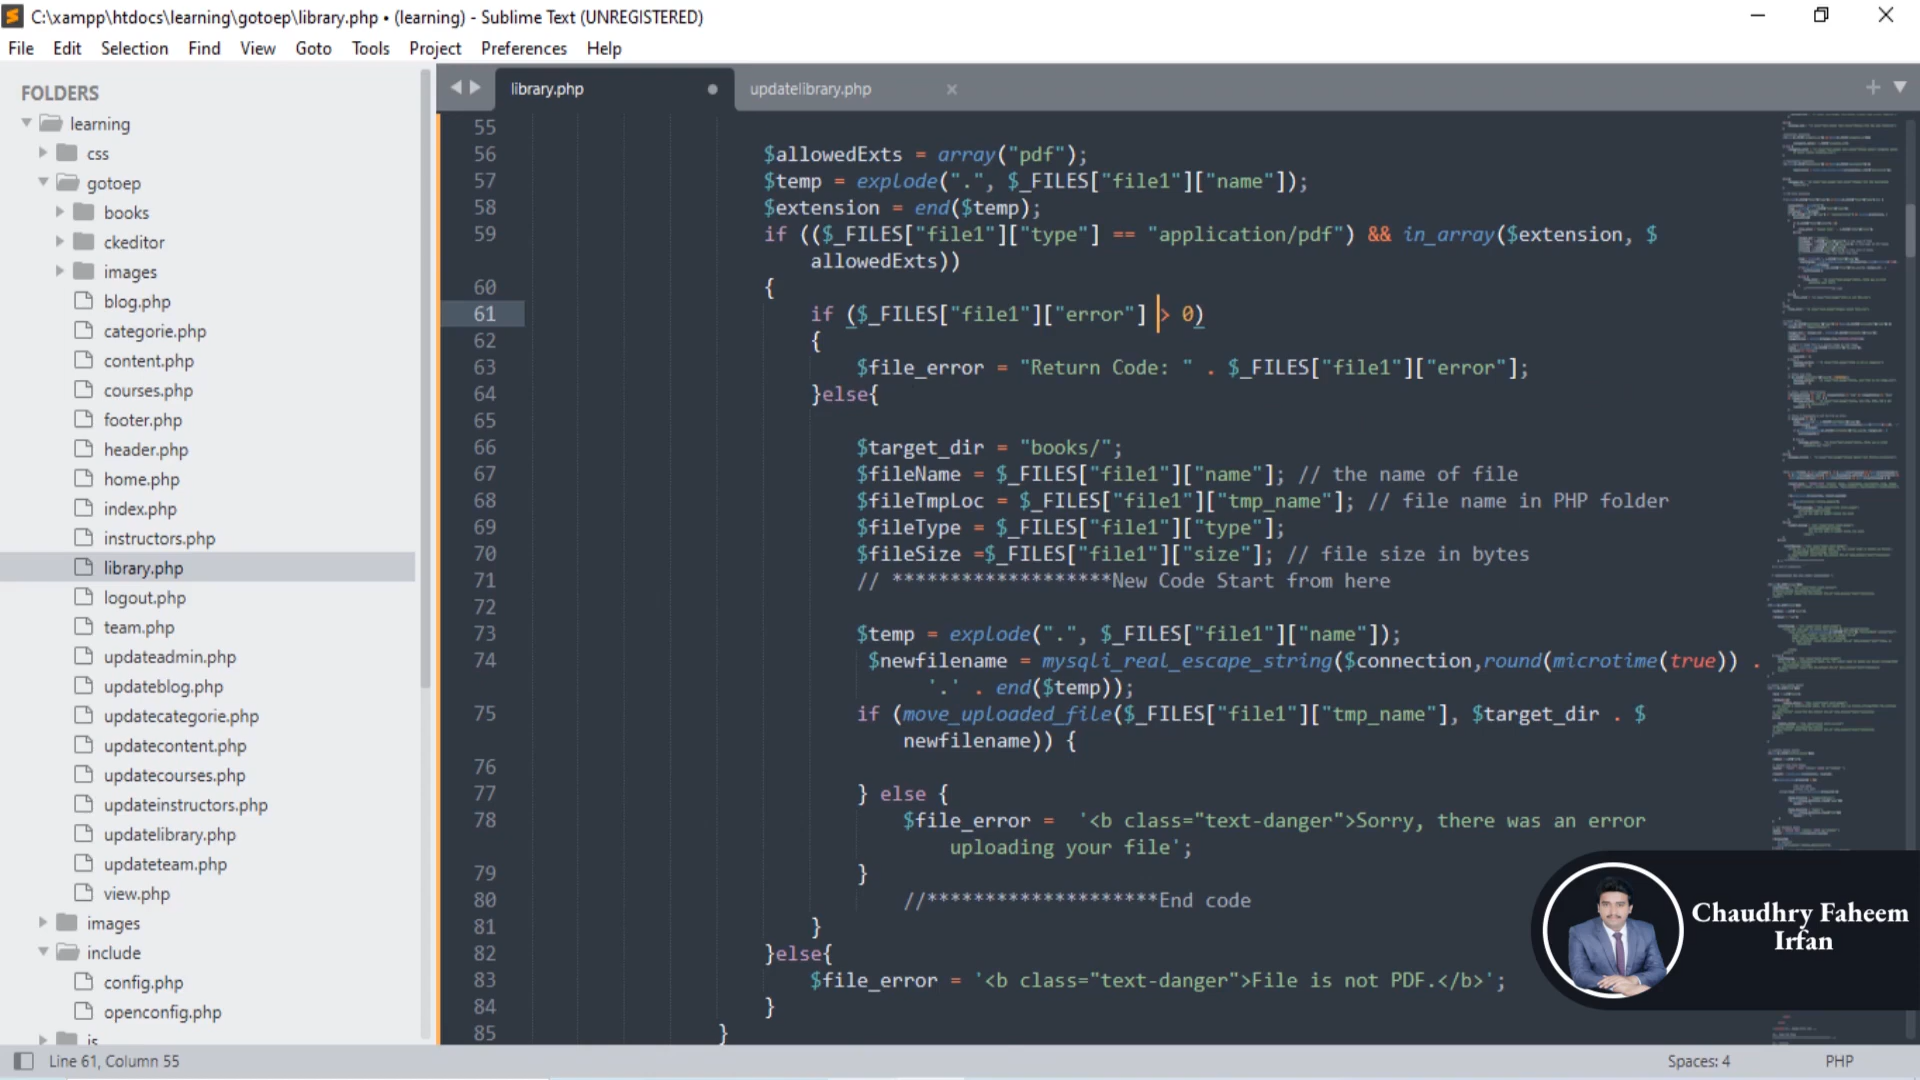 C:\xampp\htdocs\learning\gotoep\library.php • (learning) - Sublime Text (UNREGISTERED)
File Edit Selection Find View Goto Tools Project Preferences Help
FOLDERS
learning
css
gotoep
books
ckeditor
images
blog.php
categorie.php
content.php
courses.php
footer.php
header.php
home.php
index.php
instructors.php
library.php
logout.php
team.php
updateadmin.php
updateblog.php
updatecategorie.php
updatecontent.php
updatecourses.php
updateinstructors.php
updatelibrary.php
updateteam.php
view.php
images
include
config.php
openconfig.php
js
library.php updatelibrary.php
55
56 $allowedExts = array("pdf");
57 $temp = explode(".", $_FILES["file1"]["name"]);
58 $extension = end($temp);
59 if (($_FILES["file1"]["type"] == "application/pdf") && in_array($extension, $
allowedExts))
60 {
61 if ($_FILES["file1"]["error"] > 0)
62 {
63 $file_error = "Return Code: " . $_FILES["file1"]["error"];
64 }else{
65
66 $target_dir = "books/";
67 $fileName = $_FILES["file1"]["name"]; // the name of file
68 $fileTmpLoc = $_FILES["file1"]["tmp_name"]; // file name in PHP folder
69 $fileType = $_FILES["file1"]["type"];
70 $fileSize =$_FILES["file1"]["size"]; // file size in bytes
71 // *******************New Code Start from here
72
73 $temp = explode(".", $_FILES["file1"]["name"]);
74 $newfilename = mysqli_real_escape_string($connection,round(microtime(true)) .
'.' . end($temp));
75 if (move_uploaded_file($_FILES["file1"]["tmp_name"], $target_dir . $
newfilename)) {
76
77 } else {
78 $file_error = '<b class="text-danger">Sorry, there was an error
uploading your file';
79 }
80 //********************End code
81 }
82 }else{
83 $file_error = '<b class="text-danger">File is not PDF.</b>';
84 }
85 }
Chaudhry Faheem
Irfan
Line 61, Column 55 Spaces: 4 PHP